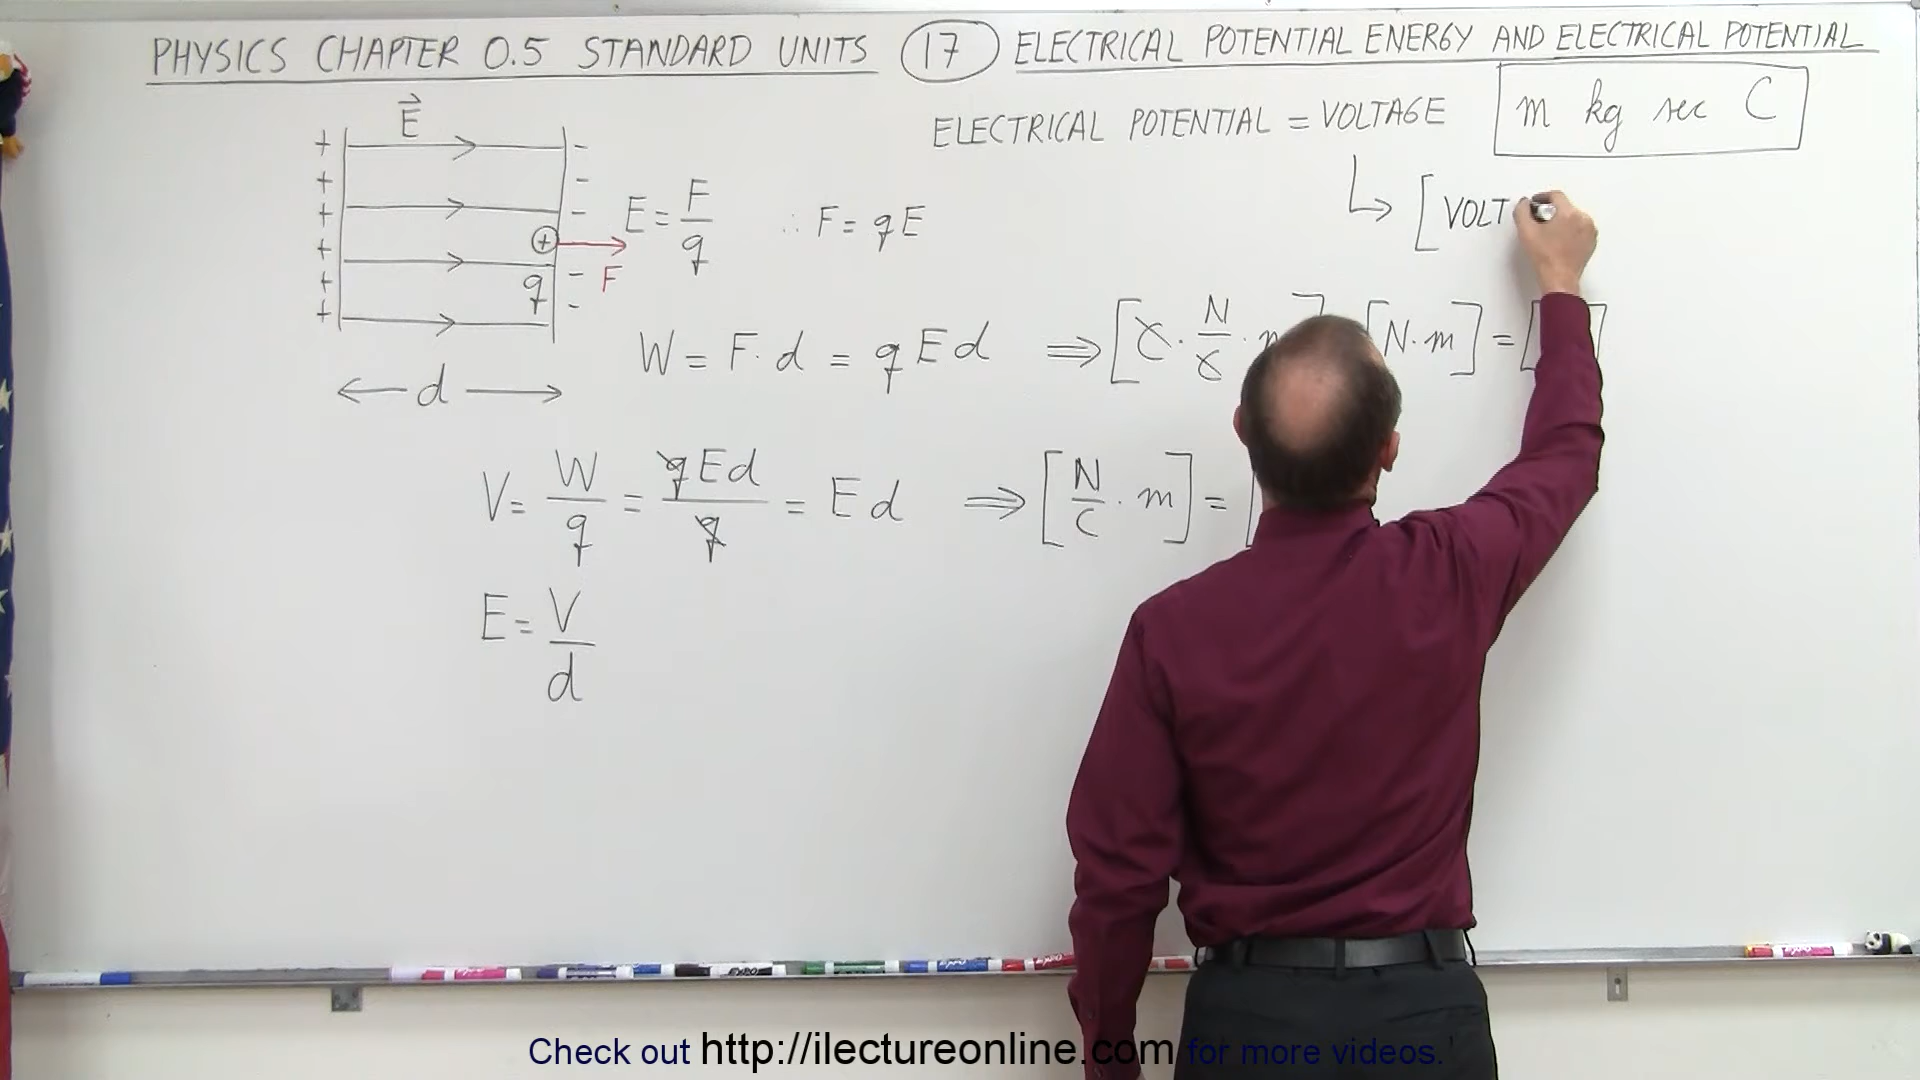 PHYSICS CHAPTER 0.5 STANDARD UNITS 17 ELECTRICAL POTENTIAL ENERGY AND ELECTRICAL POTENTIAL
ELECTRICAL POTENTIAL = VOLTAGE
m kg sec C
[VOLT
E
+ + + + + +
- - - - -
+
q
F
d
E = F/q ∴ F = qE
W = F · d = qEd ⇒ [C · N/C · [N · m] = [
V = W/q = qEd/q = Ed ⇒ [N/C · m] = [
E = V/d
EXPO
Check out http://ilectureonline.com for more videos.